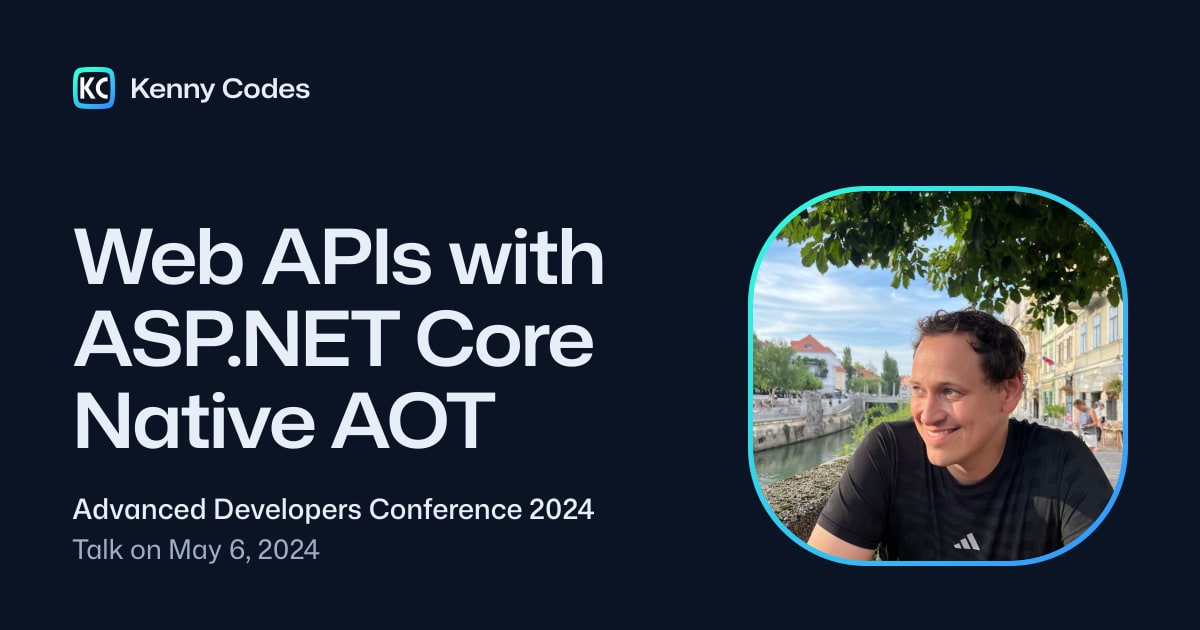 KC
Kenny Codes
Web APIs with
ASP.NET Core
Native AOT
Advanced Developers Conference 2024
Talk on May 6, 2024